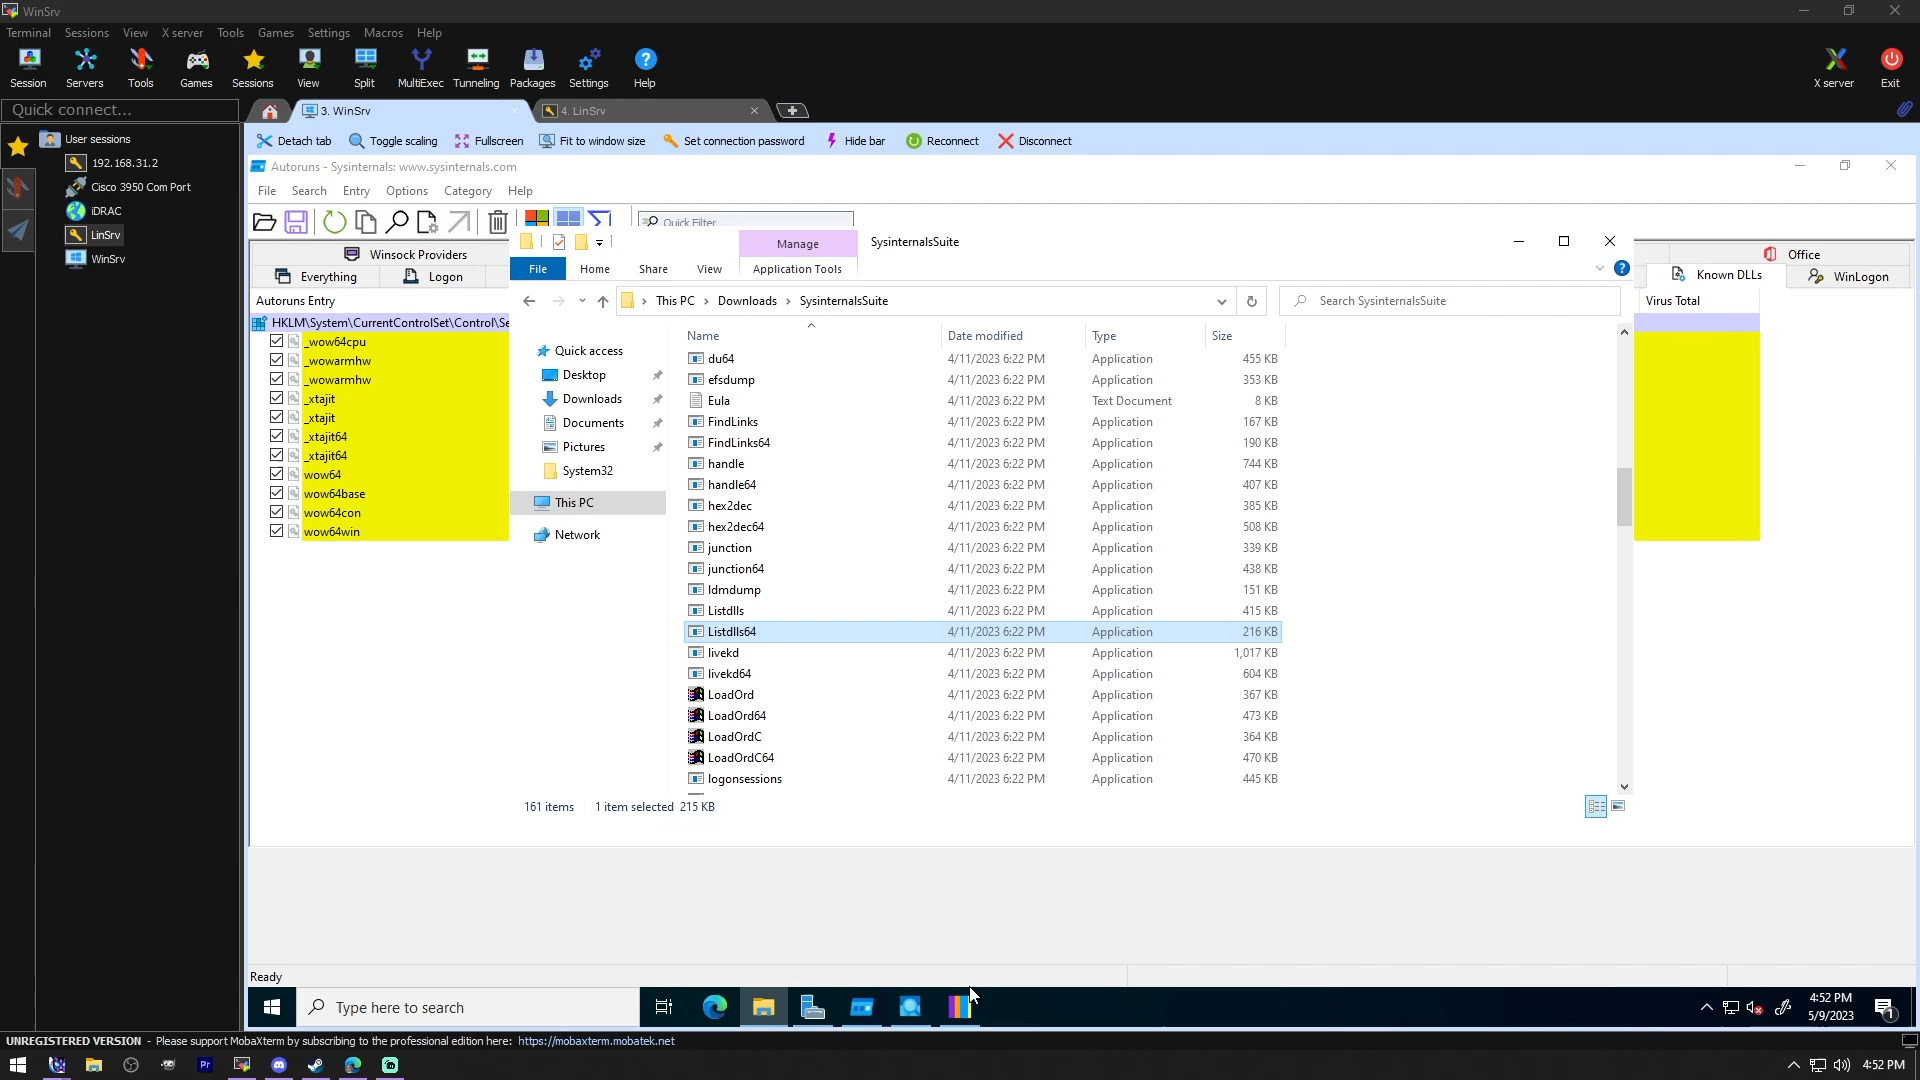 WinSrv
Terminal Sessions View X server Tools Games Settings Macros Help
Session Servers Tools Games Sessions View Split MultiExec Tunneling Packages Settings Help X server Exit
Quick connect...
3. WinSrv
4. LinSrv
User sessions
192.168.31.2
Cisco 3950 Com Port
iDRAC
LinSrv
WinSrv
Detach tab Toggle scaling Fullscreen Fit to window size Set connection password Hide bar Reconnect Disconnect
Autoruns - Sysinternals: www.sysinternals.com
File Search Entry Options Category Help
Quick Filter
Winsock Providers
Office
Everything Logon
Known DLLs WinLogon
Autoruns Entry
Virus Total
HKLM\System\CurrentControlSet\Control\Se
_wow64cpu
_wowarmhw
_wowarmhw
_xtajit
_xtajit
_xtajit64
_xtajit64
wow64
wow64base
wow64con
wow64win
Manage
SysinternalsSuite
File Home Share View Application Tools
This PC Downloads SysinternalsSuite
Search SysinternalsSuite
Quick access
Desktop
Downloads
Documents
Pictures
System32
This PC
Network
Name Date modified Type Size
du64 4/11/2023 6:22 PM Application 455 KB
efsdump 4/11/2023 6:22 PM Application 353 KB
Eula 4/11/2023 6:22 PM Text Document 8 KB
FindLinks 4/11/2023 6:22 PM Application 167 KB
FindLinks64 4/11/2023 6:22 PM Application 190 KB
handle 4/11/2023 6:22 PM Application 744 KB
handle64 4/11/2023 6:22 PM Application 407 KB
hex2dec 4/11/2023 6:22 PM Application 385 KB
hex2dec64 4/11/2023 6:22 PM Application 508 KB
junction 4/11/2023 6:22 PM Application 339 KB
junction64 4/11/2023 6:22 PM Application 438 KB
ldmdump 4/11/2023 6:22 PM Application 151 KB
Listdlls 4/11/2023 6:22 PM Application 415 KB
Listdlls64 4/11/2023 6:22 PM Application 216 KB
livekd 4/11/2023 6:22 PM Application 1,017 KB
livekd64 4/11/2023 6:22 PM Application 604 KB
LoadOrd 4/11/2023 6:22 PM Application 367 KB
LoadOrd64 4/11/2023 6:22 PM Application 473 KB
LoadOrdC 4/11/2023 6:22 PM Application 364 KB
LoadOrdC64 4/11/2023 6:22 PM Application 470 KB
logonsessions 4/11/2023 6:22 PM Application 445 KB
161 items 1 item selected 215 KB
Ready
Type here to search
4:52 PM
5/9/2023
1
UNREGISTERED VERSION - Please support MobaXterm by subscribing to the professional edition here: https://mobaxterm.mobatek.net
Pr
4:52 PM